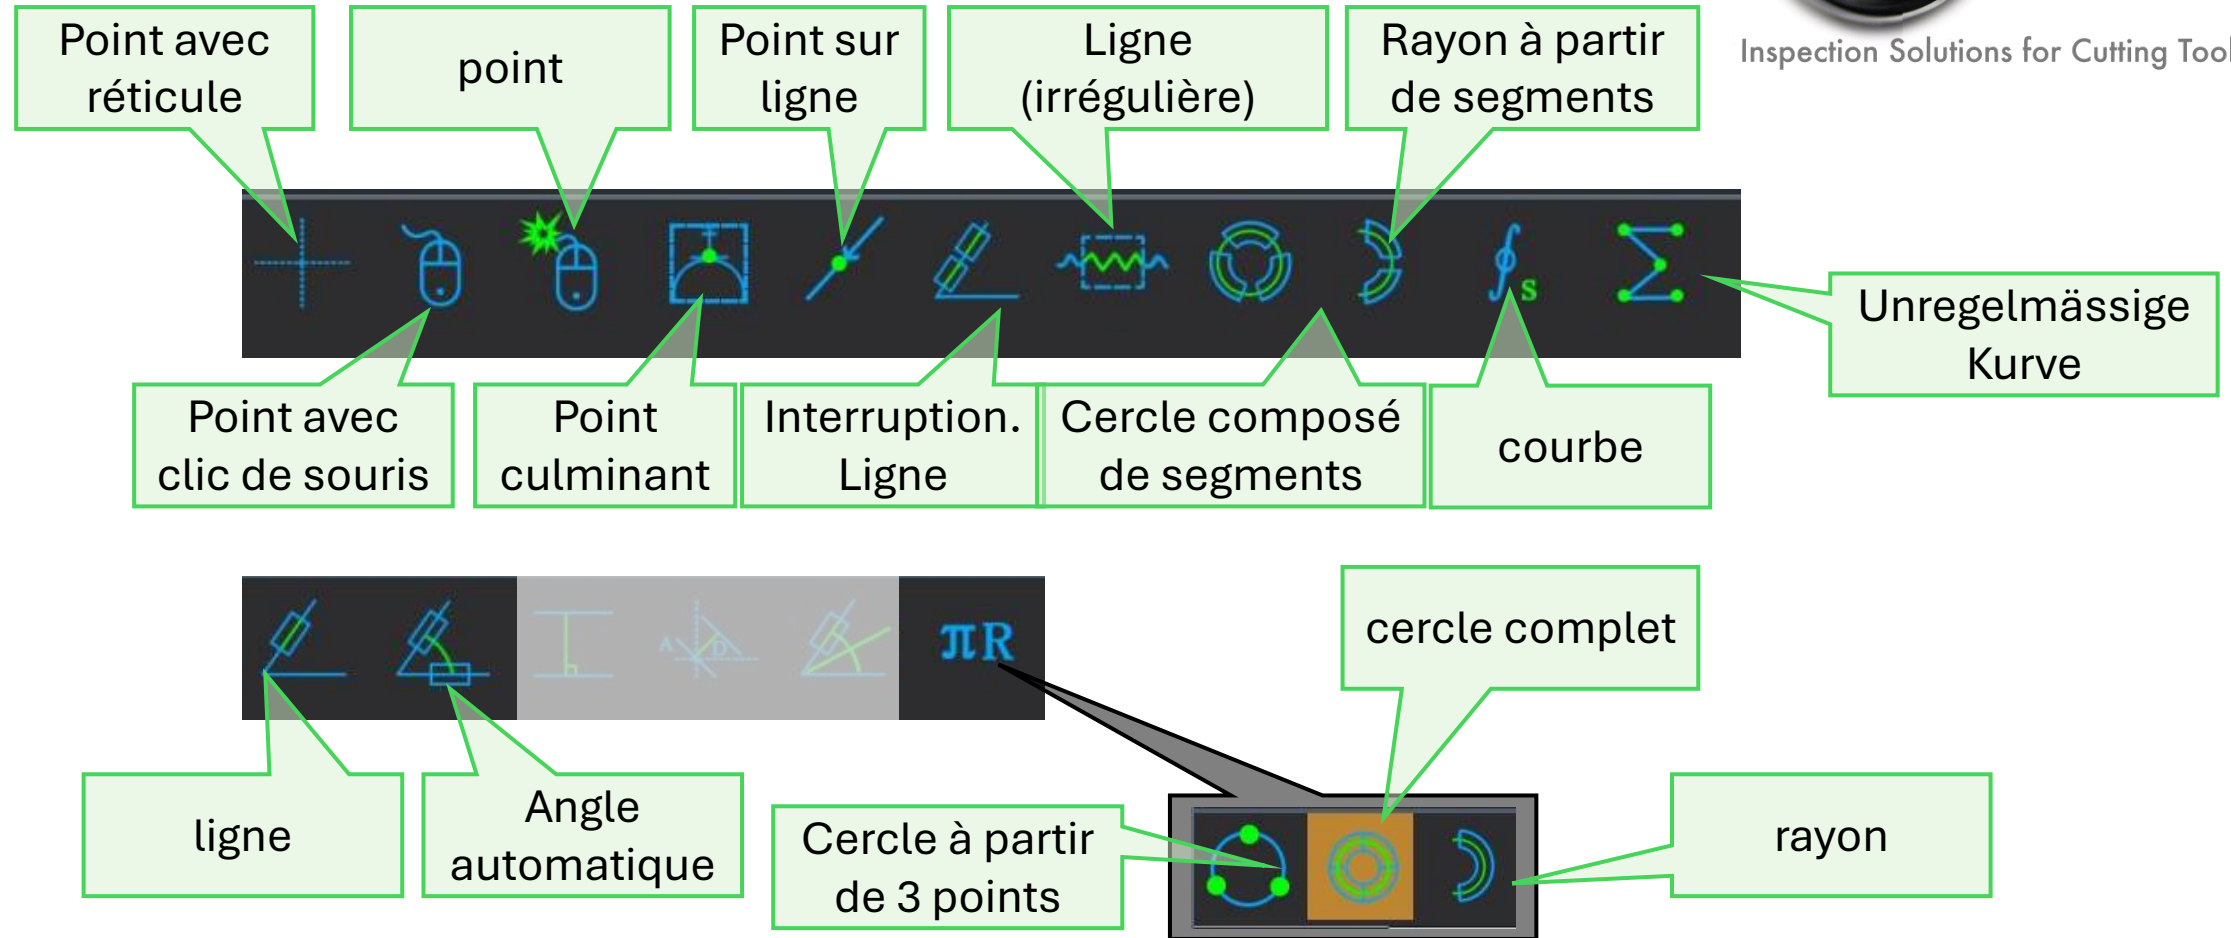 Point avec
réticule
point
Point sur
ligne
Ligne
(irrégulière)
Rayon à partir
de segments
Inspection Solutions for Cutting Tool
s
Unregelmässige
Kurve
Point avec
clic de souris
Point
culminant
Interruption.
Ligne
Cercle composé
de segments
courbe
A D
πR
cercle complet
ligne
Angle
automatique
Cercle à partir
de 3 points
rayon